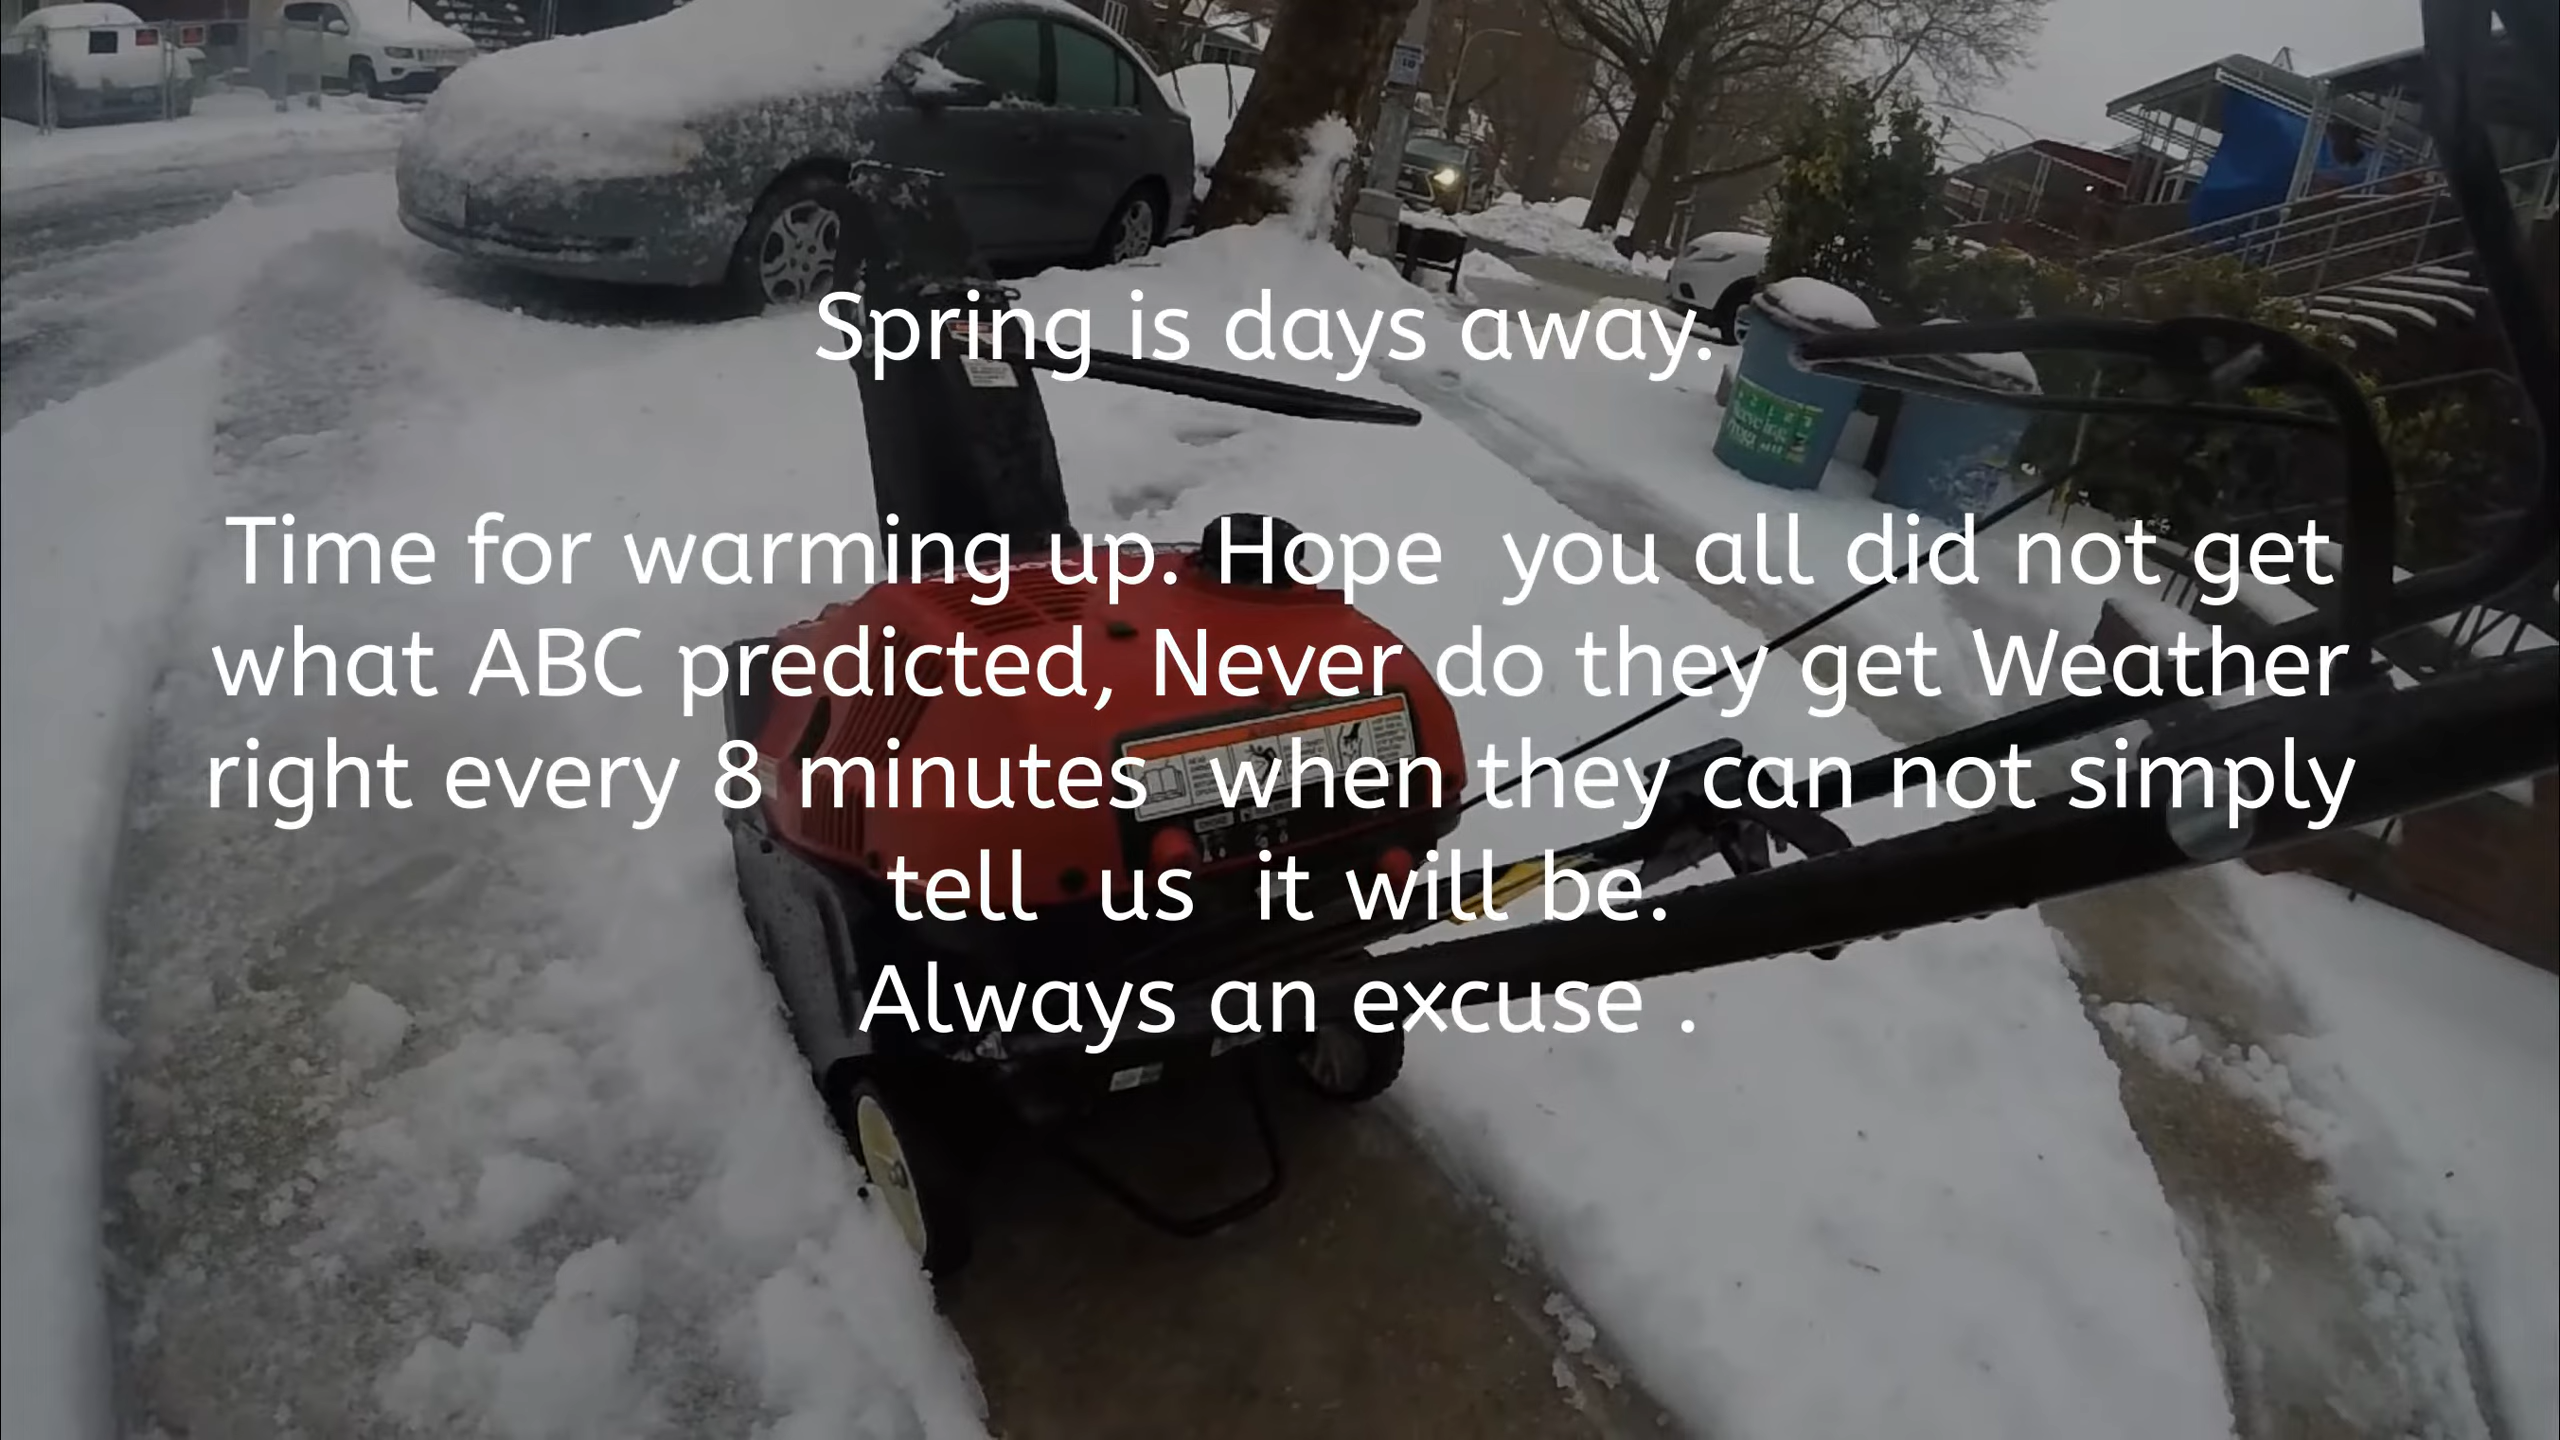 Spring is days away.
Time for warming up. Hope you all did not get
what ABC predicted, Never do they get Weather
right every 8 minutes when they can not simply
tell us it will be.
Always an excuse .